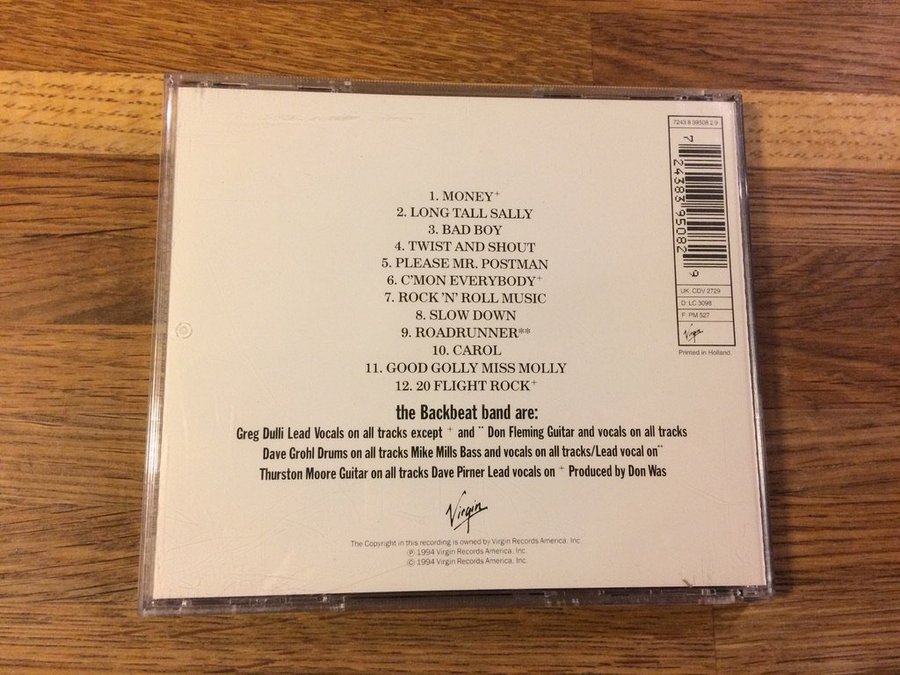 7243 8 39508 2 9
7 24383 95082 9
UK: CDV 2729
D: LC 3098
F: PM 527
Virgin
Printed in Holland.
1. MONEY+
2. LONG TALL SALLY
3. BAD BOY
4. TWIST AND SHOUT
5. PLEASE MR. POSTMAN
6. C'MON EVERYBODY+
7. ROCK 'N' ROLL MUSIC
8. SLOW DOWN
9. ROADRUNNER**
10. CAROL
11. GOOD GOLLY MISS MOLLY
12. 20 FLIGHT ROCK+
the Backbeat band are:
Greg Dulli Lead Vocals on all tracks except + and ** Don Fleming Guitar and vocals on all tracks
Dave Grohl Drums on all tracks Mike Mills Bass and vocals on all tracks/Lead vocal on**
Thurston Moore Guitar on all tracks Dave Pirner Lead vocals on + Produced by Don Was
Virgin
The Copyright in this recording is owned by Virgin Records America. Inc.
℗ 1994 Virgin Records America. Inc.
© 1994 Virgin Records America. Inc.